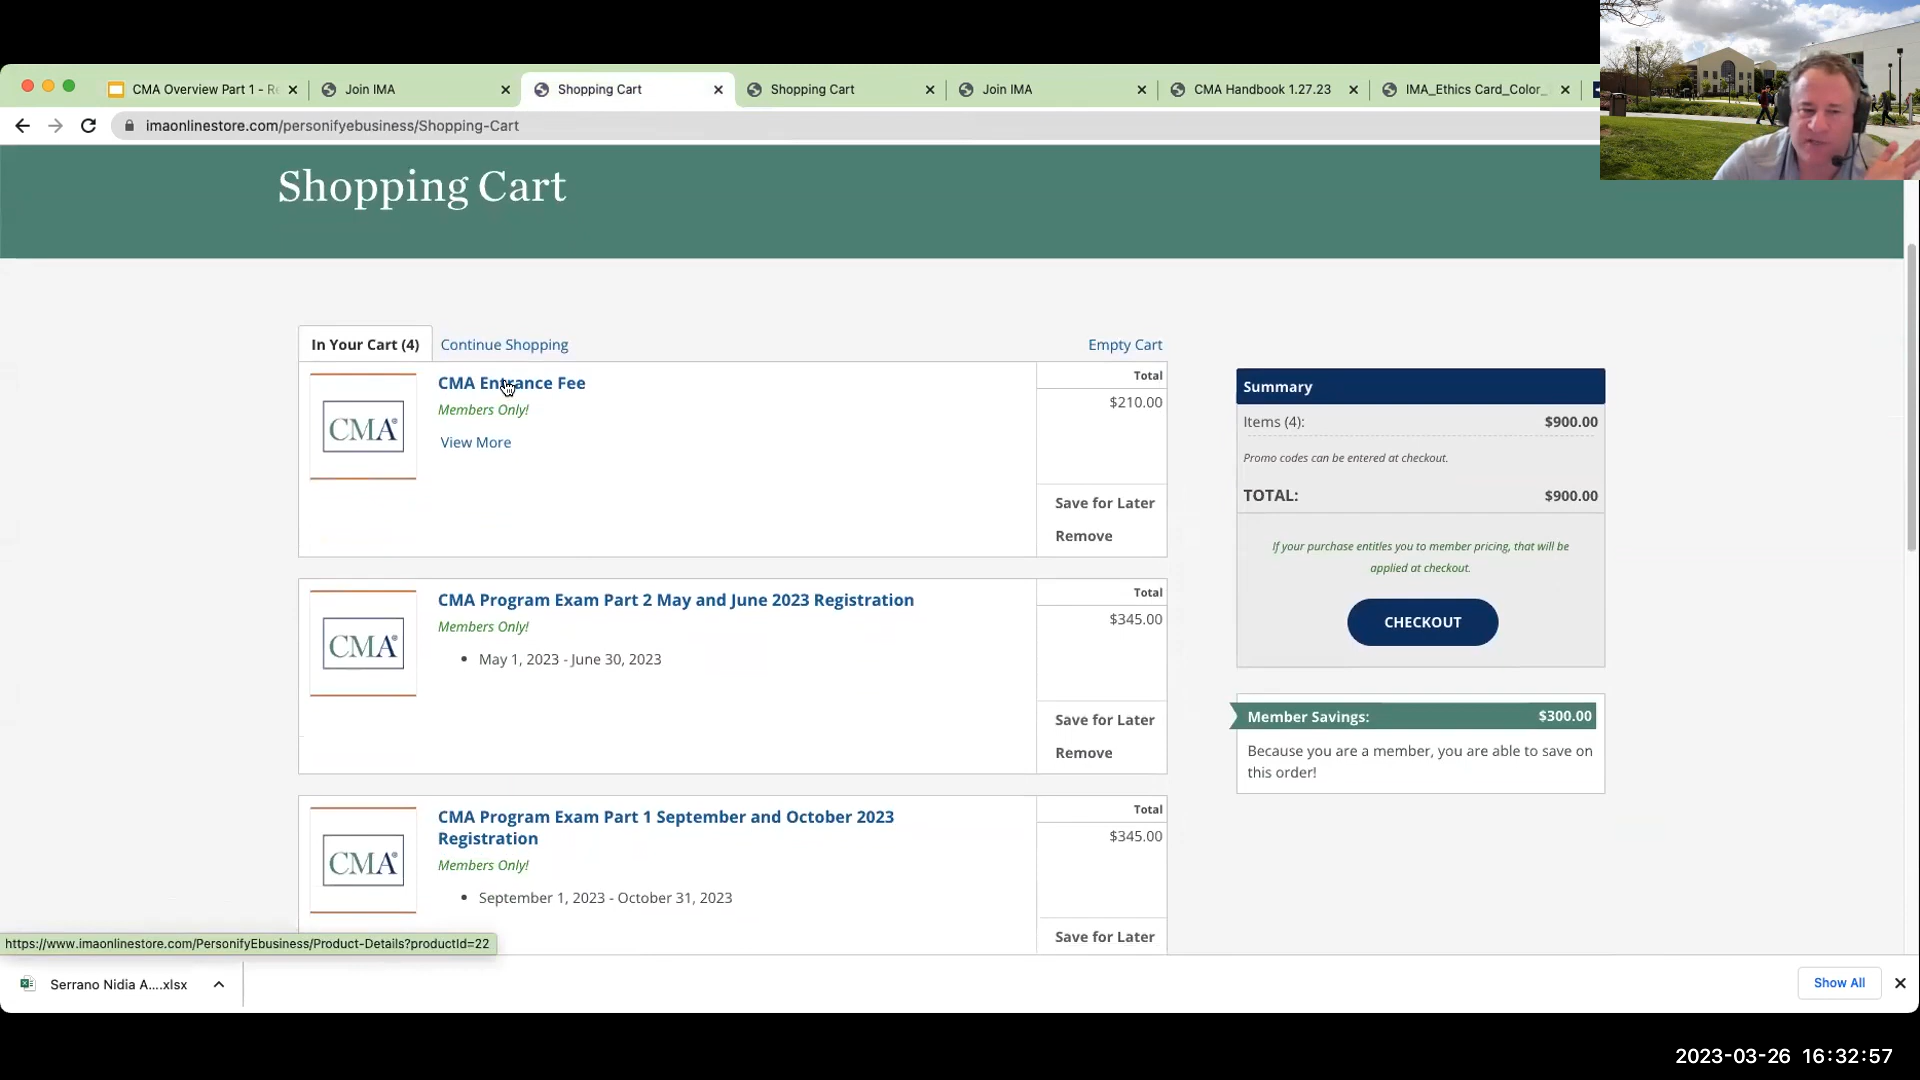 CMA Overview Part 1 - Re
Join IMA
Shopping Cart
Shopping Cart
Join IMA
CMA Handbook 1.27.23
IMA_Ethics Card_Color_
imaonlinestore.com/personifyebusiness/Shopping-Cart
Shopping Cart
In Your Cart (4)
Continue Shopping
Empty Cart
CMA Entrance Fee
Members Only!
View More
CMA®
Total
$210.00
Save for Later
Remove
CMA Program Exam Part 2 May and June 2023 Registration
Members Only!
• May 1, 2023 - June 30, 2023
CMA®
Total
$345.00
Save for Later
Remove
CMA Program Exam Part 1 September and October 2023
Registration
Members Only!
• September 1, 2023 - October 31, 2023
CMA®
Total
$345.00
Save for Later
Summary
Items (4): $900.00
Promo codes can be entered at checkout.
TOTAL: $900.00
If your purchase entitles you to member pricing, that will be
applied at checkout.
CHECKOUT
Member Savings: $300.00
Because you are a member, you are able to save on
this order!
https://www.imaonlinestore.com/PersonifyEbusiness/Product-Details?productId=22
Serrano Nidia A....xlsx
Show All
2023-03-26 16:32:57